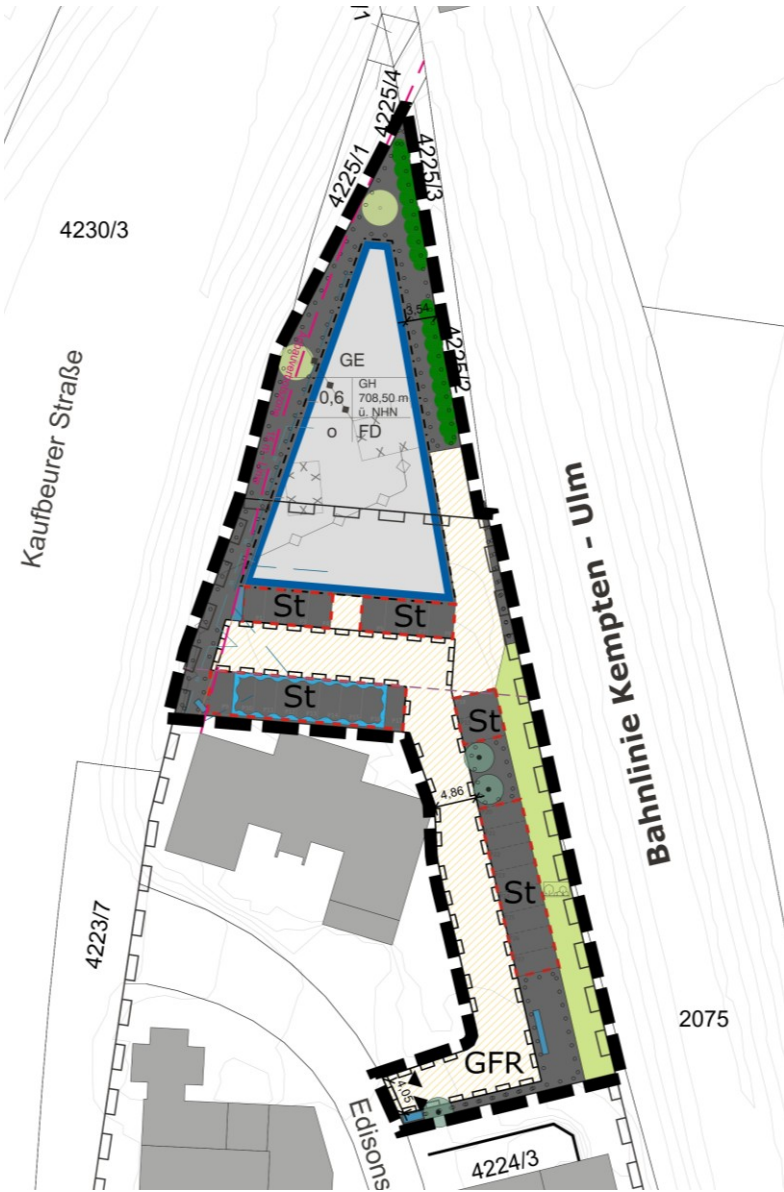 4225/4
4225/3
4225/1
4230/3
3,54
4225/2
GE
0,6
GH
708,50 m
ü. NHN
o
FD
Kaufbeurer Straße
Bahnlinie Kempten - Ulm
St
St
St
St
4,86
St
4223/7
2075
GFR
4,05
Edisons
4224/3